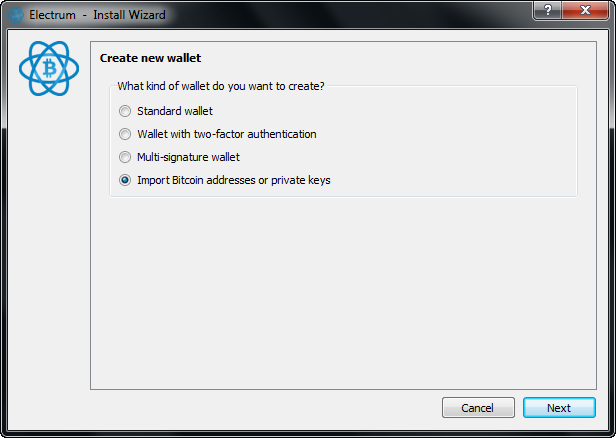 Electrum - Install Wizard
Create new wallet
What kind of wallet do you want to create?
Standard wallet
Wallet with two-factor authentication
Multi-signature wallet
Import Bitcoin addresses or private keys
Cancel Next